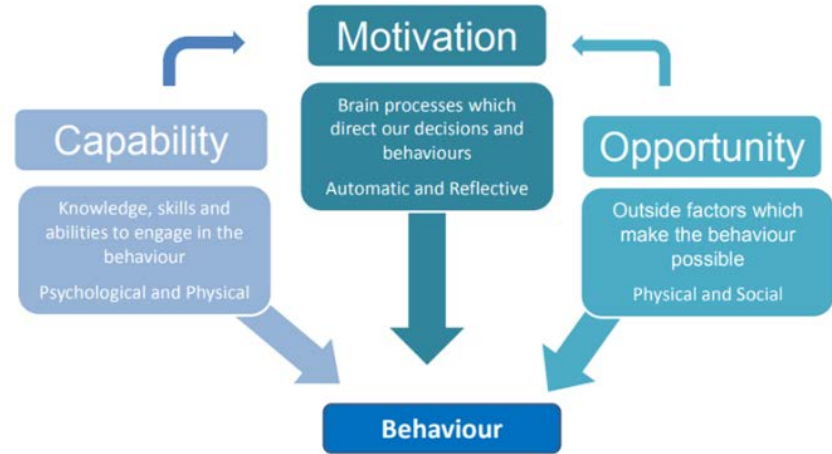 Motivation
Brain processes which
direct our decisions and
behaviours
Automatic and Reflective
Capability
Knowledge, skills and
abilities to engage in the
behaviour
Psychological and Physical
Opportunity
Outside factors which
make the behaviour
possible
Physical and Social
Behaviour